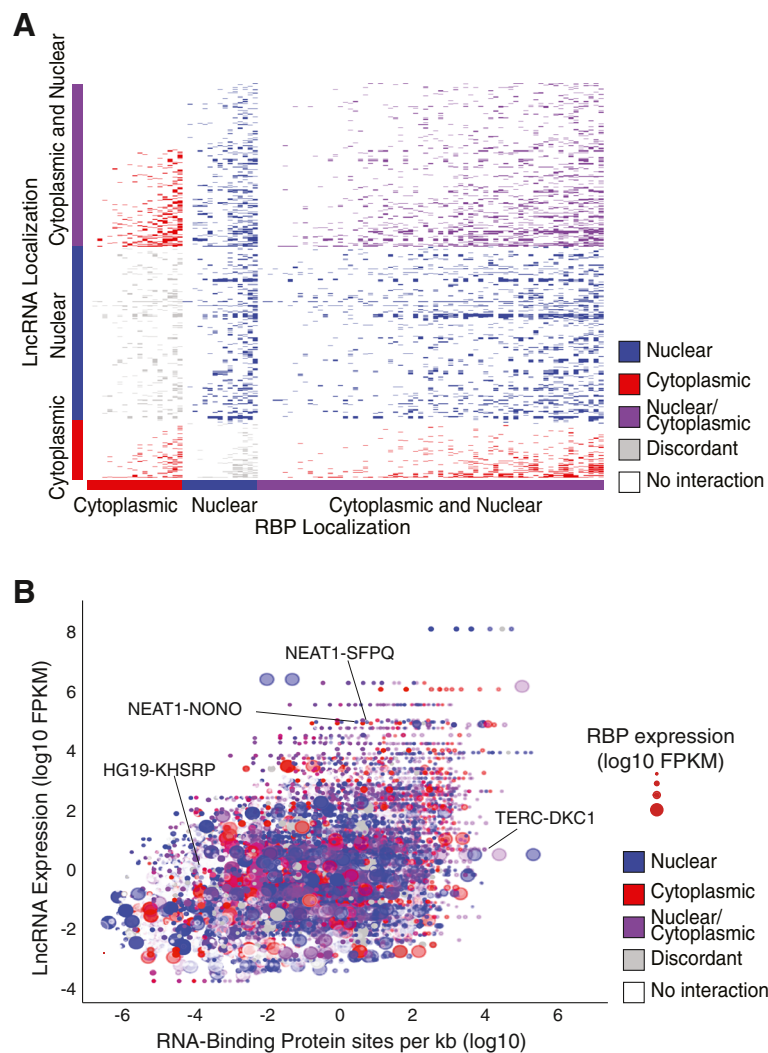 A
LncRNA Localization
Cytoplasmic and Nuclear
Nuclear
Cytoplasmic
Cytoplasmic
Nuclear
Cytoplasmic and Nuclear
RBP Localization
Nuclear
Cytoplasmic
Nuclear/
Cytoplasmic
Discordant
No interaction
B
LncRNA Expression (log10 FPKM)
8
6
4
2
0
-2
-4
NEAT1-SFPQ
NEAT1-NONO
HG19-KHSRP
TERC-DKC1
-6
-4
-2
0
2
4
6
RNA-Binding Protein sites per kb (log10)
RBP expression
(log10 FPKM)
Nuclear
Cytoplasmic
Nuclear/
Cytoplasmic
Discordant
No interaction